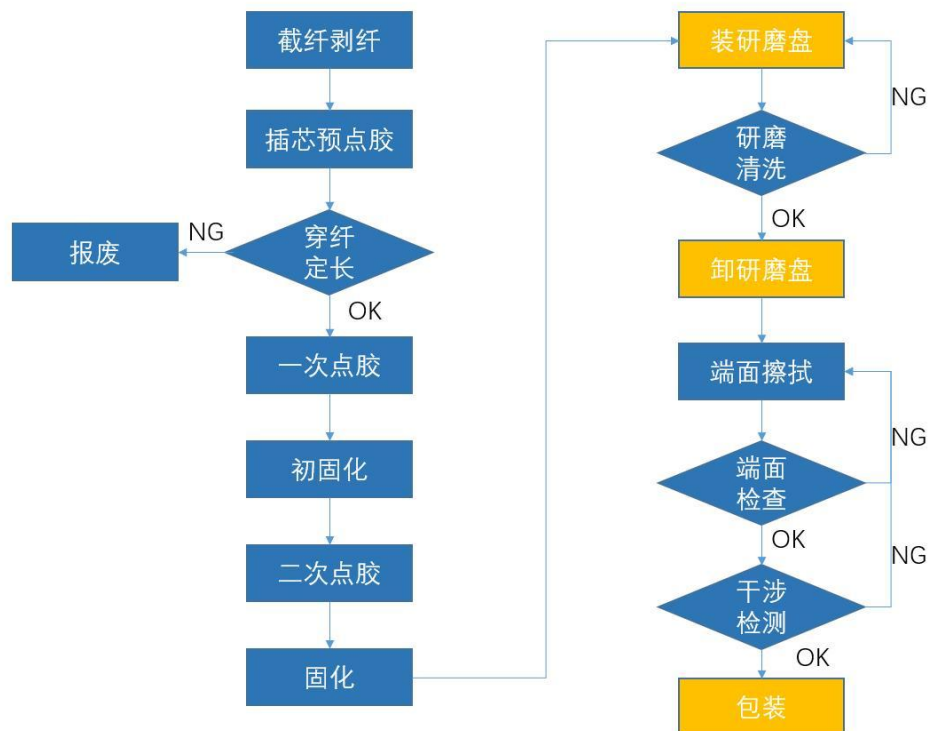 截纤剥纤
插芯预点胶
穿纤
定长
NG
报废
OK
一次点胶
初固化
二次点胶
固化
装研磨盘
NG
研磨
清洗
OK
卸研磨盘
端面擦拭
NG
端面
检查
OK
NG
干涉
检测
OK
包装